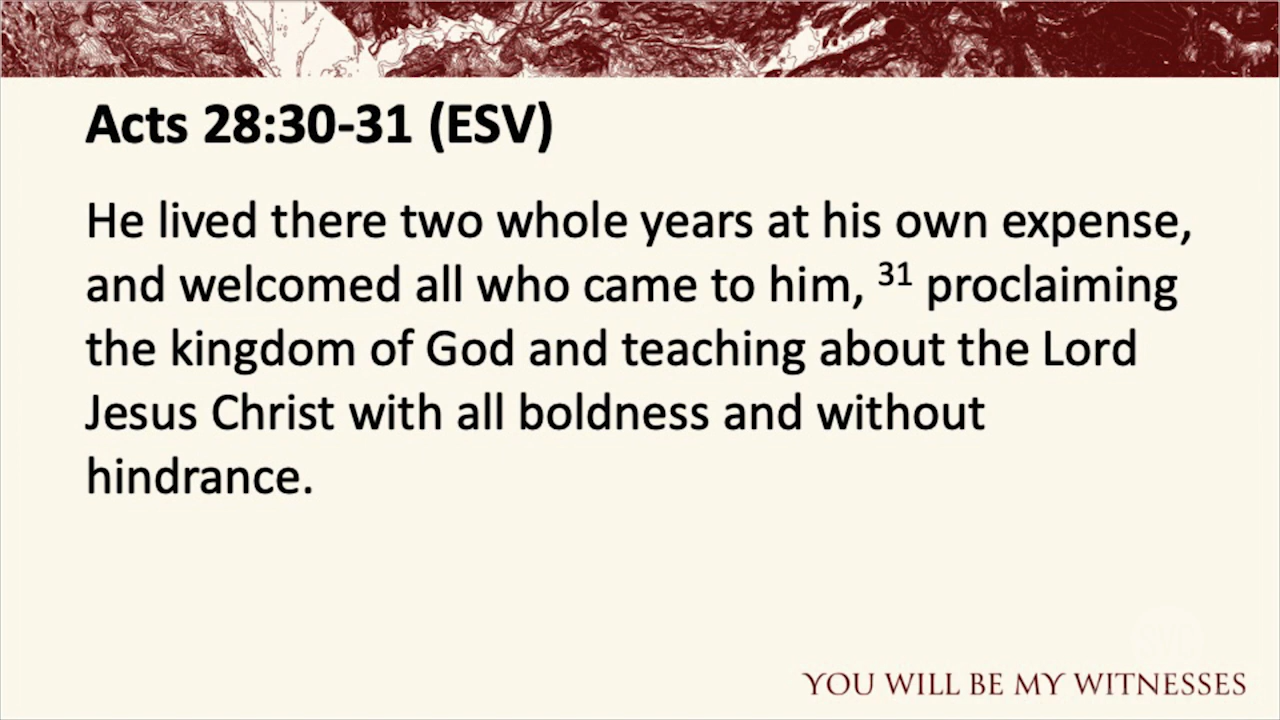 Acts 28:30-31 (ESV)
He lived there two whole years at his own expense,
and welcomed all who came to him, ³¹ proclaiming
the kingdom of God and teaching about the Lord
Jesus Christ with all boldness and without
hindrance.
YOU WILL BE MY WITNESSES